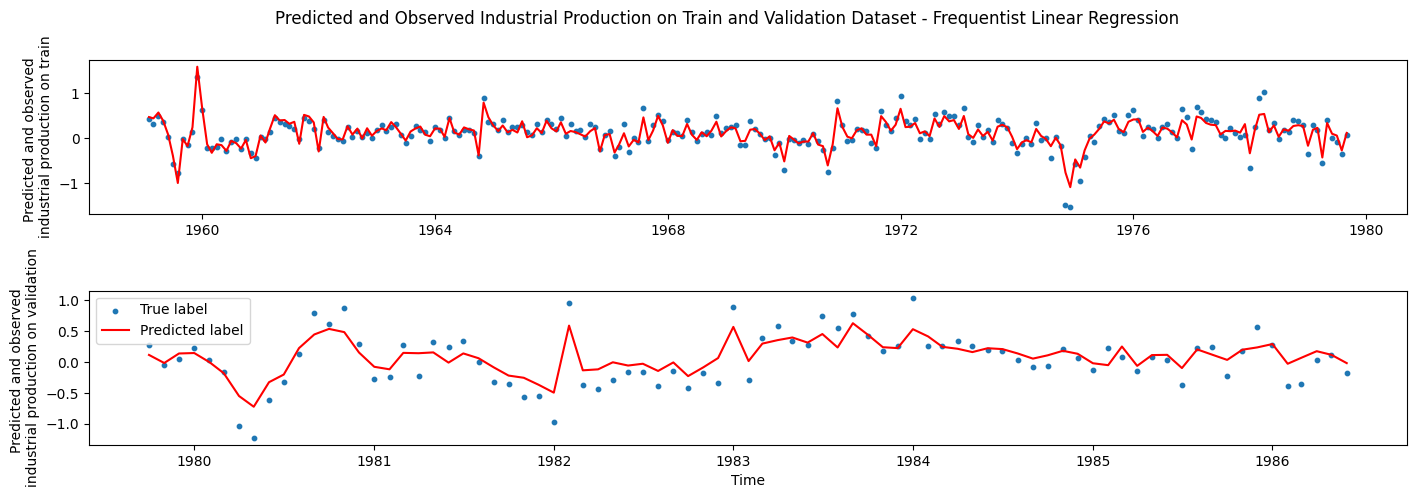 Predicted and Observed Industrial Production on Train and Validation Dataset - Frequentist Linear Regression
Predicted and observed
industrial production on train
1
0
−1
1960
1964
1968
1972
1976
1980
Predicted and observed
industrial production on validation
1.0
0.5
0.0
−0.5
−1.0
True label
Predicted label
1980
1981
1982
1983
1984
1985
1986
Time